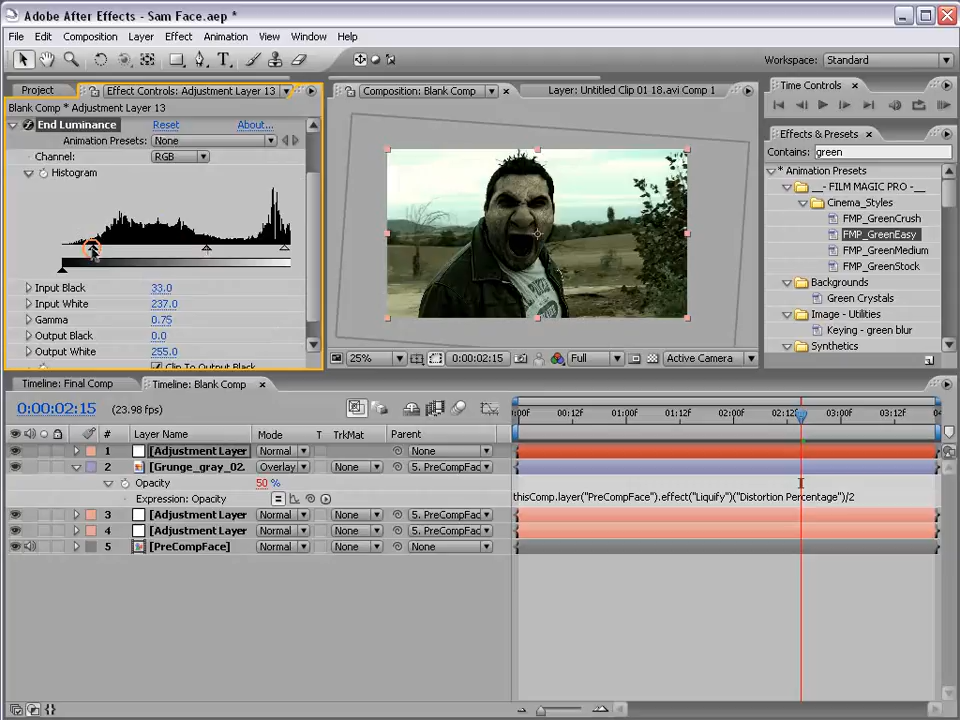 Adobe After Effects - Sam Face.aep *
File Edit Composition Layer Effect Animation View Window Help
Workspace: Standard
Project Effect Controls: Adjustment Layer 13
Composition: Blank Comp
Layer: Untitled Clip 01 18.avi Comp 1
Time Controls
Blank Comp * Adjustment Layer 13
End Luminance Reset About...
Animation Presets: None
Channel: RGB
Histogram
Input Black 33.0
Input White 237.0
Gamma 0.75
Output Black 0.0
Output White 255.0
Clip To Output Black
25% 0:00:02:15 Full Active Camera
Effects & Presets
Contains: green
* Animation Presets
__- FILM MAGIC PRO -__
Cinema_Styles
FMP_GreenCrush
FMP_GreenEasy
FMP_GreenMedium
FMP_GreenStock
Backgrounds
Green Crystals
Image - Utilities
Keying - green blur
Synthetics
Timeline: Final Comp Timeline: Blank Comp
0:00:02:15 (23.98 fps)
:00F 00:12F 01:00F 01:12F 02:00F 02:12F 03:00F 03:12F 04
# Layer Name Mode T TrkMat Parent
1 [Adjustment Layer Normal None
2 [Grunge_gray_02. Overlay None 5. PreCompFace
Opacity 50 %
Expression: Opacity thisComp.layer("PreCompFace").effect("Liquify")("Distortion Percentage")/2
3 [Adjustment Layer Normal None 5. PreCompFace
4 [Adjustment Layer Normal None 5. PreCompFace
5 [PreCompFace] Normal None None